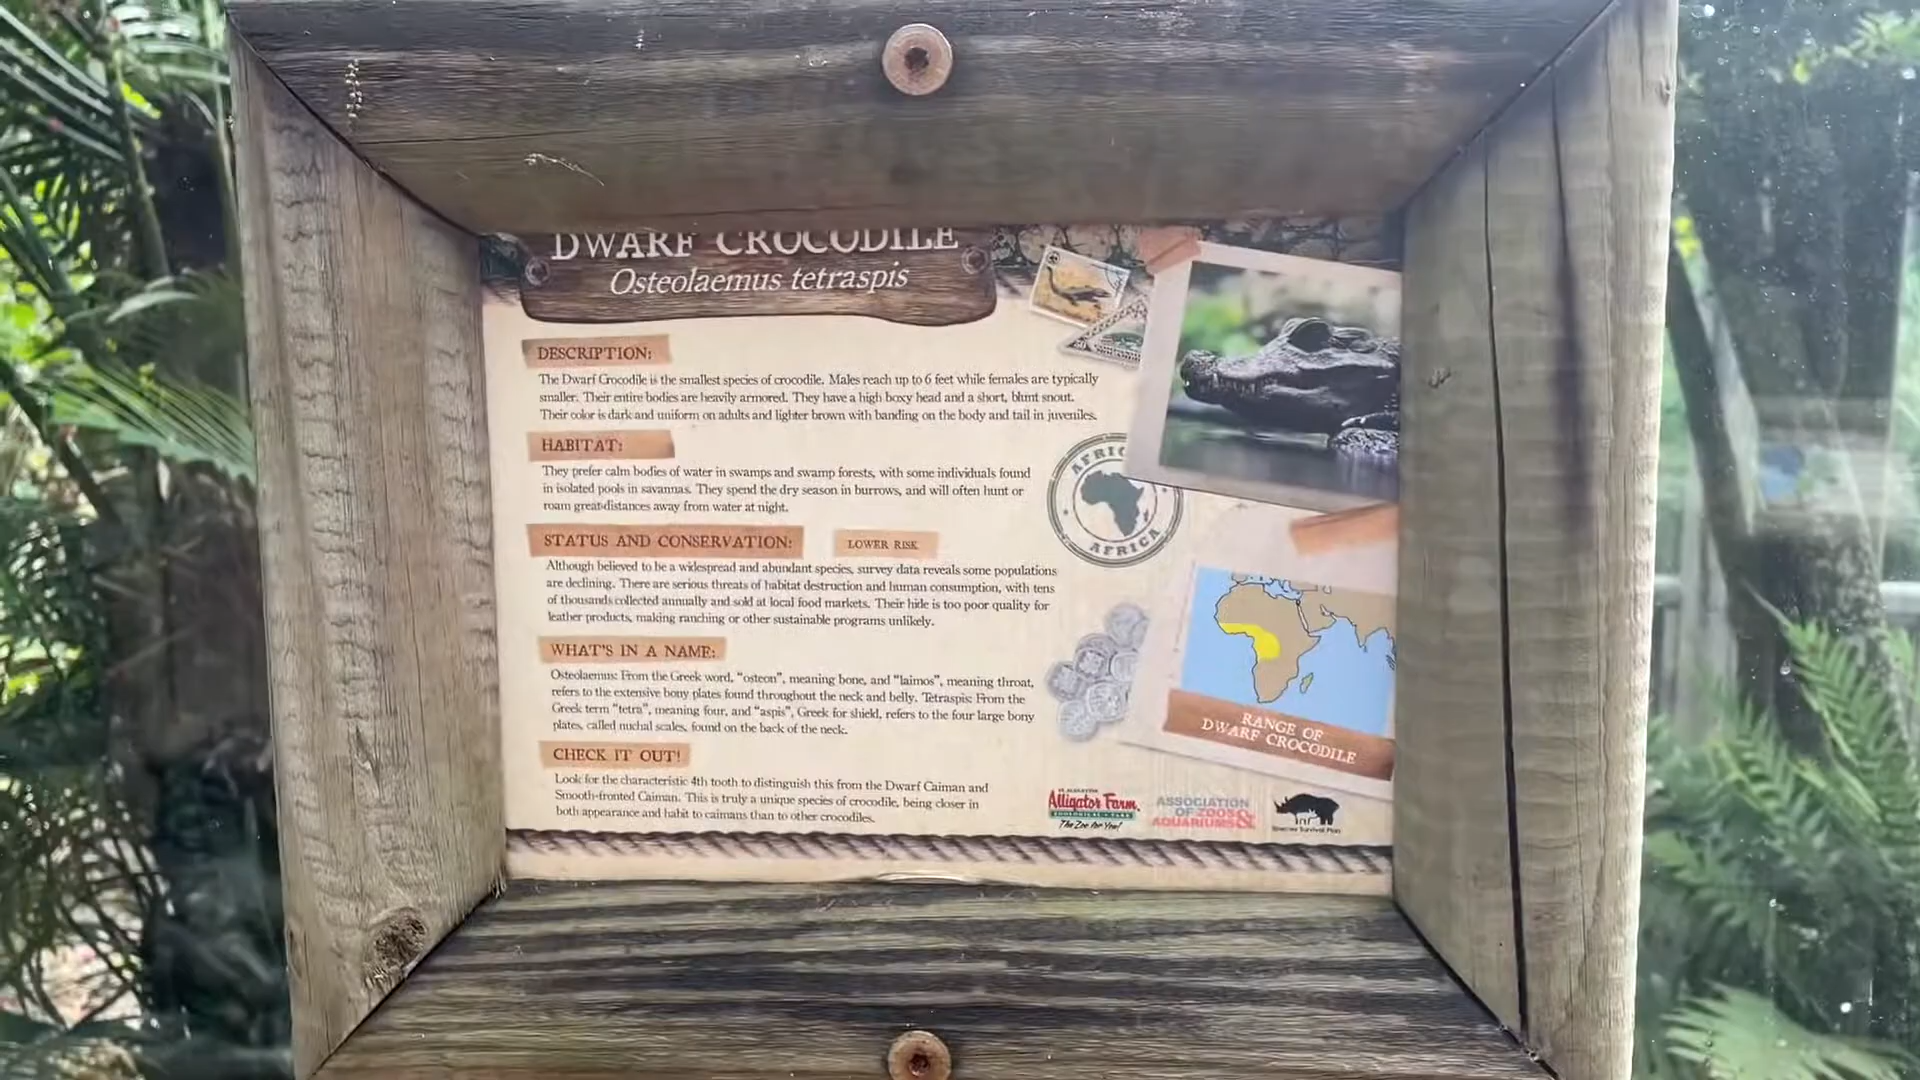 DWARF CROCODILE
Osteolaemus tetraspis
DESCRIPTION:
The Dwarf Crocodile is the smallest species of crocodile. Males reach up to 6 feet while females are typically
smaller. Their entire bodies are heavily armored. They have a high boxy head and a short, blunt snout.
Their color is dark and uniform on adults and lighter brown with banding on the body and tail in juveniles.
HABITAT:
They prefer calm bodies of water in swamps and swamp forests, with some individuals found
in isolated pools in savannas. They spend the dry season in burrows, and will often hunt or
roam great distances away from water at night.
AFRIC
AFRICA
STATUS AND CONSERVATION:
LOWER RISK
Although believed to be a widespread and abundant species, survey data reveals some populations
are declining. There are serious threats of habitat destruction and human consumption, with tens
of thousands collected annually and sold at local food markets. Their hide is too poor quality for
leather products, making ranching or other sustainable programs unlikely.
WHAT'S IN A NAME:
Osteolaemus: From the Greek word, "osteon", meaning bone, and "laimos", meaning throat,
refers to the extensive bony plates found throughout the neck and belly. Tetraspis: From the
Greek term "tetra", meaning four, and "aspis", Greek for shield, refers to the four large bony
plates, called nuchal scales, found on the back of the neck.
RANGE OF
DWARF CROCODILE
CHECK IT OUT!
Look for the characteristic 4th tooth to distinguish this from the Dwarf Caiman and
Smooth-fronted Caiman. This is truly a unique species of crocodile, being closer in
both appearance and habit to caimans than to other crocodiles.
ST. AUGUSTINE
Alligator Farm
ZOOLOGICAL PARK
The Zoo for You!
ASSOCIATION
OF ZOOS
AQUARIUMS &
Species Survival Plan